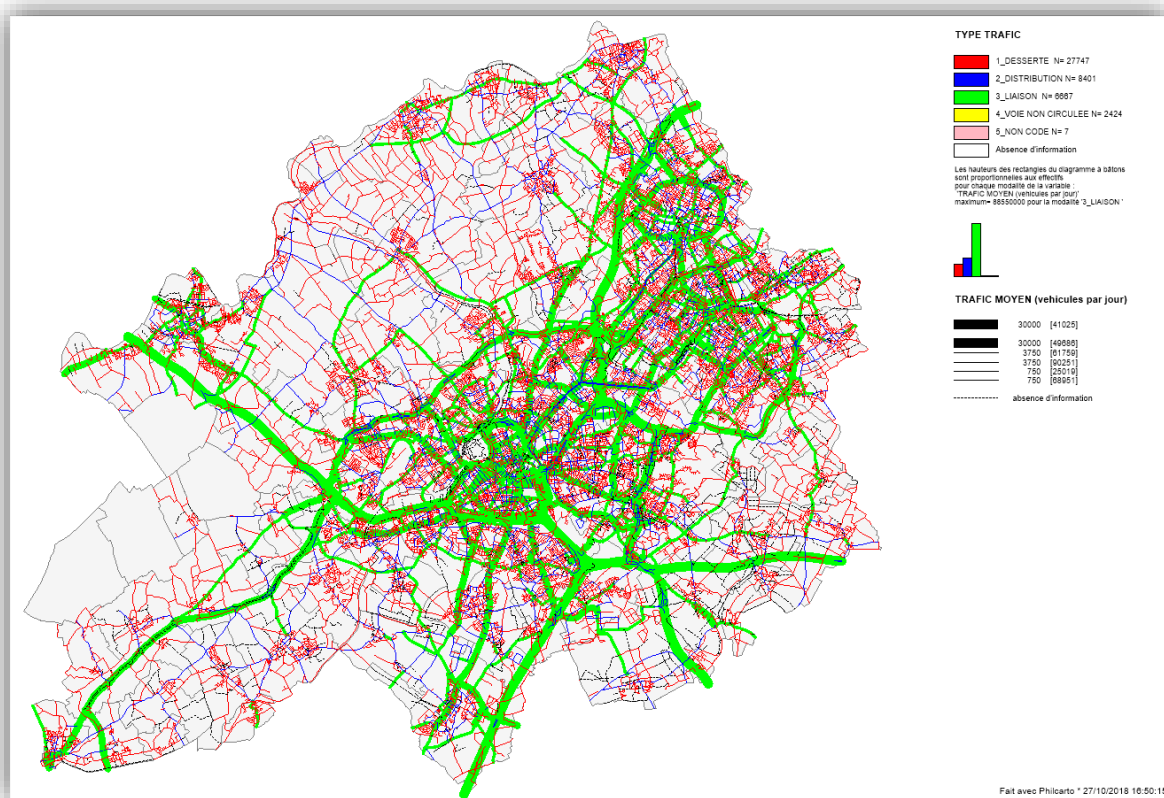 TYPE TRAFIC
1_DESSERTE N= 27747
2_DISTRIBUTION N= 8401
3_LIAISON N= 6667
4_VOIE NON CIRCULEE N= 2424
5_NON CODE N= 7
Absence d'information
Les hauteurs des rectangles du diagramme à bâtons
sont proportionnelles aux effectifs
pour chaque modalité de la variable :
'TRAFIC MOYEN (vehicules par jour)'
maximum= 88550000 pour la modalité '3_LIAISON '
TRAFIC MOYEN (vehicules par jour)
30000 [41025]
30000 [49686]
3750 [61759]
3750 [90251]
750 [25019]
750 [68951]
absence d'information
Fait avec Philcarto * 27/10/2018 16:50:15